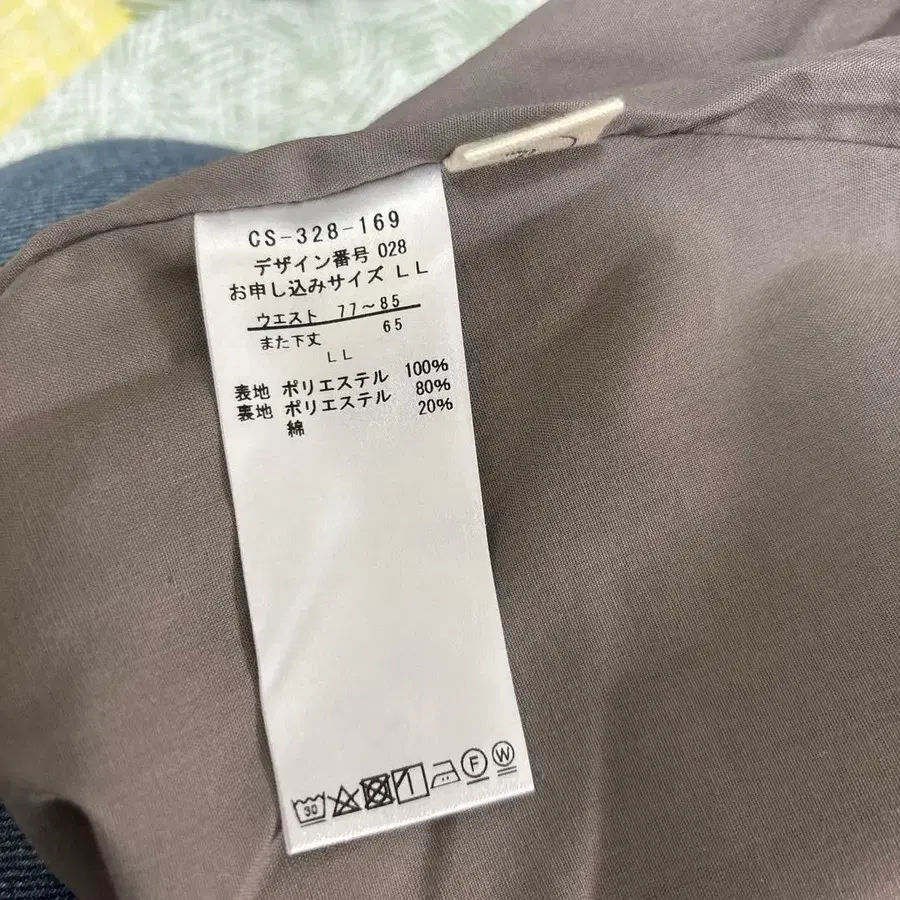 CS-328-169
デザイン番号 028
お申し込みサイズ LL
ウエスト 77~85
また下丈 65
LL
表地 ポリエステル 100%
裏地 ポリエステル 80%
綿 20%
30
F
W